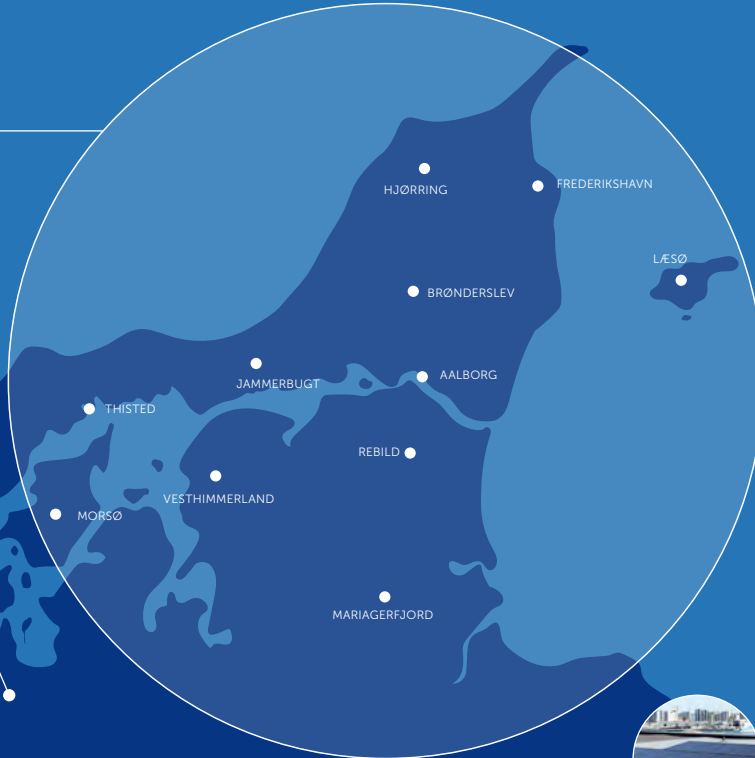 HJØRRING
FREDERIKSHAVN
LÆSØ
BRØNDERSLEV
JAMMERBUGT
AALBORG
THISTED
REBILD
VESTHIMMERLAND
MORSØ
MARIAGERFJORD